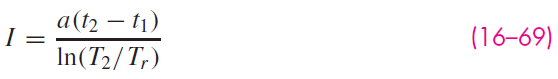 I = a(t₂ − t₁) / ln(T₂/Tᵣ) (16–69)